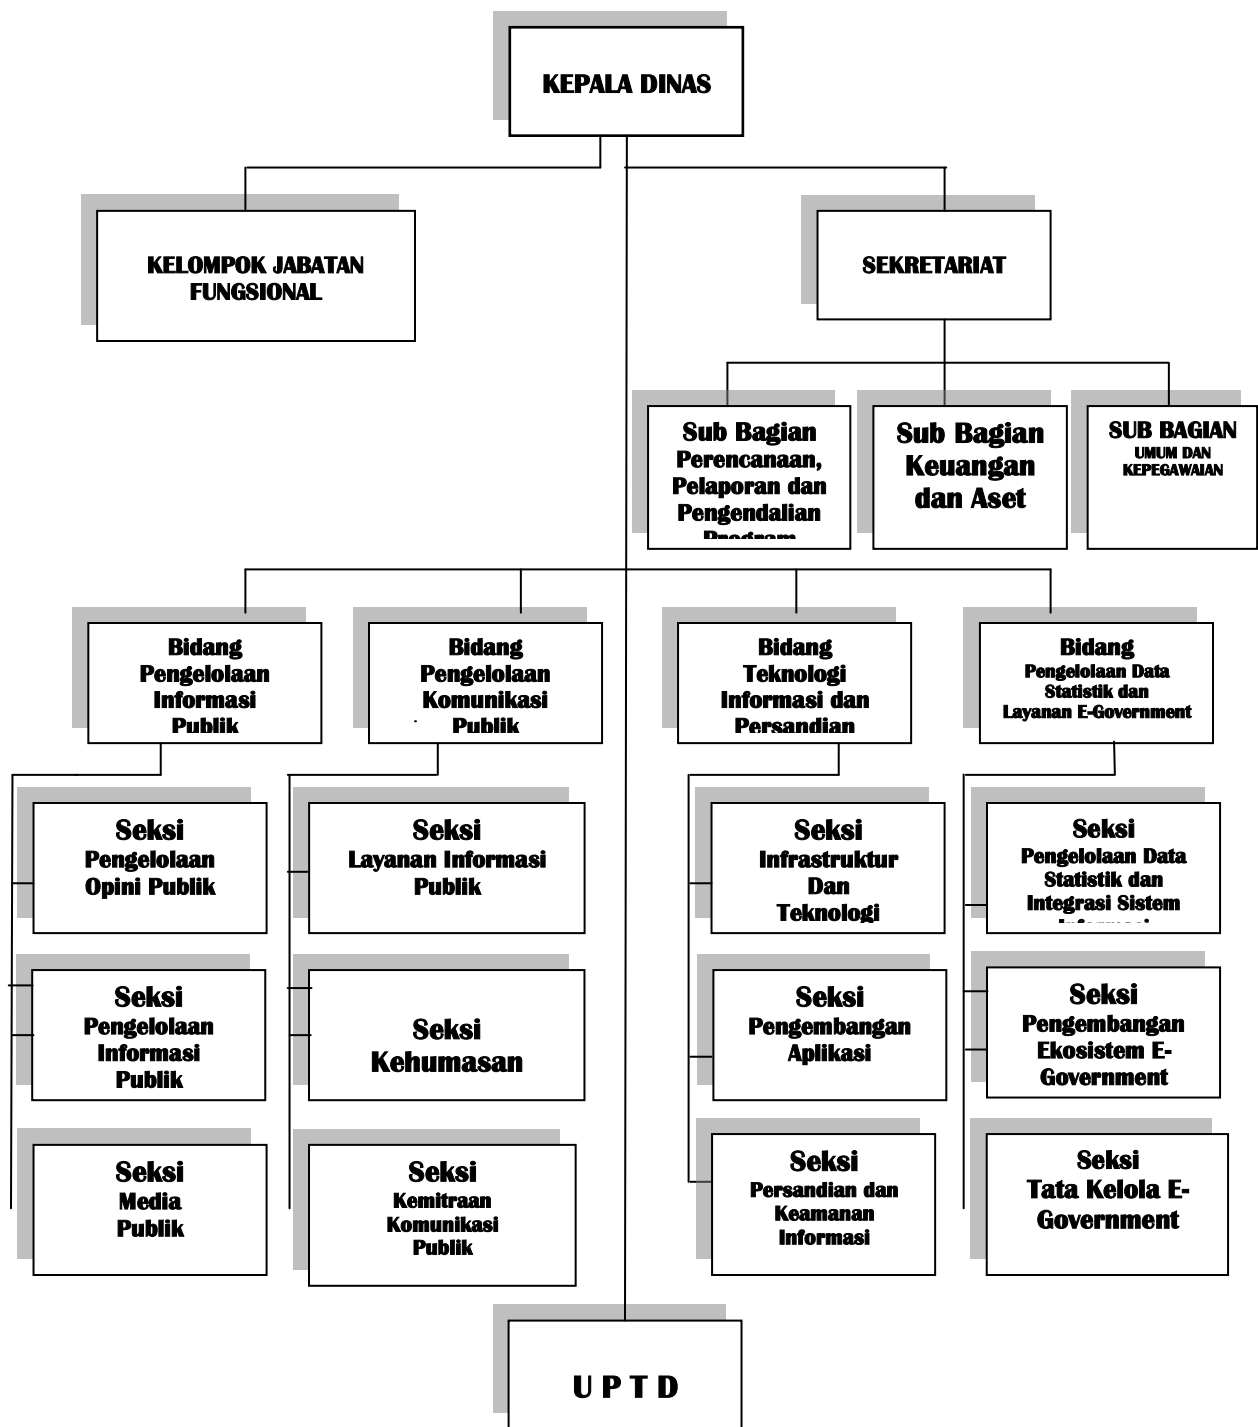 KEPALA DINAS
KELOMPOK JABATAN
FUNGSIONAL
SEKRETARIAT
Sub Bagian
Perencanaan,
Pelaporan dan
Pengendalian
Program
Sub Bagian
Keuangan
dan Aset
SUB BAGIAN
UMUM DAN
KEPEGAWAIAN
Bidang
Pengelolaan
Informasi
Publik
Bidang
Pengelolaan
Komunikasi
Publik
Bidang
Teknologi
Informasi dan
Persandian
Bidang
Pengelolaan Data
Statistik dan
Layanan E-Government
Seksi
Pengelolaan
Opini Publik
Seksi
Layanan Informasi
Publik
Seksi
Infrastruktur
Dan
Teknologi
Seksi
Pengelolaan Data
Statistik dan
Integrasi Sistem
Informasi
Seksi
Pengelolaan
Informasi
Publik
Seksi
Kehumasan
Seksi
Pengembangan
Aplikasi
Seksi
Pengembangan
Ekosistem E-
Government
Seksi
Media
Publik
Seksi
Kemitraan
Komunikasi
Publik
Seksi
Persandian dan
Keamanan
Informasi
Seksi
Tata Kelola E-
Government
U P T D